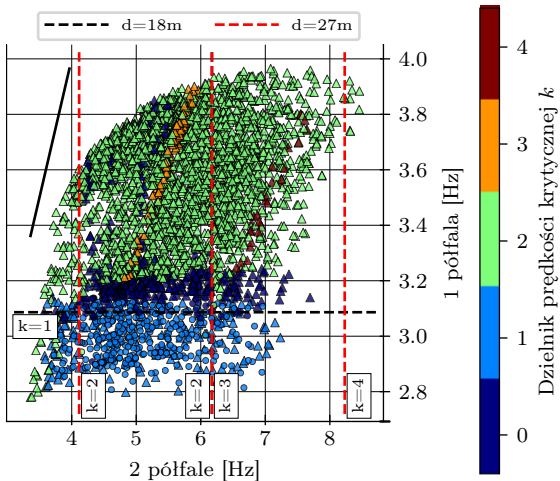 d=18m d=27m
4.0
3.8
3.6
3.4
3.2
3.0
2.8
1 półfala [Hz]
k=1
k=2
k=2
k=3
k=4
4 5 6 7 8
2 półfale [Hz]
4
3
2
1
0
Dzielnik prędkości krytycznej k